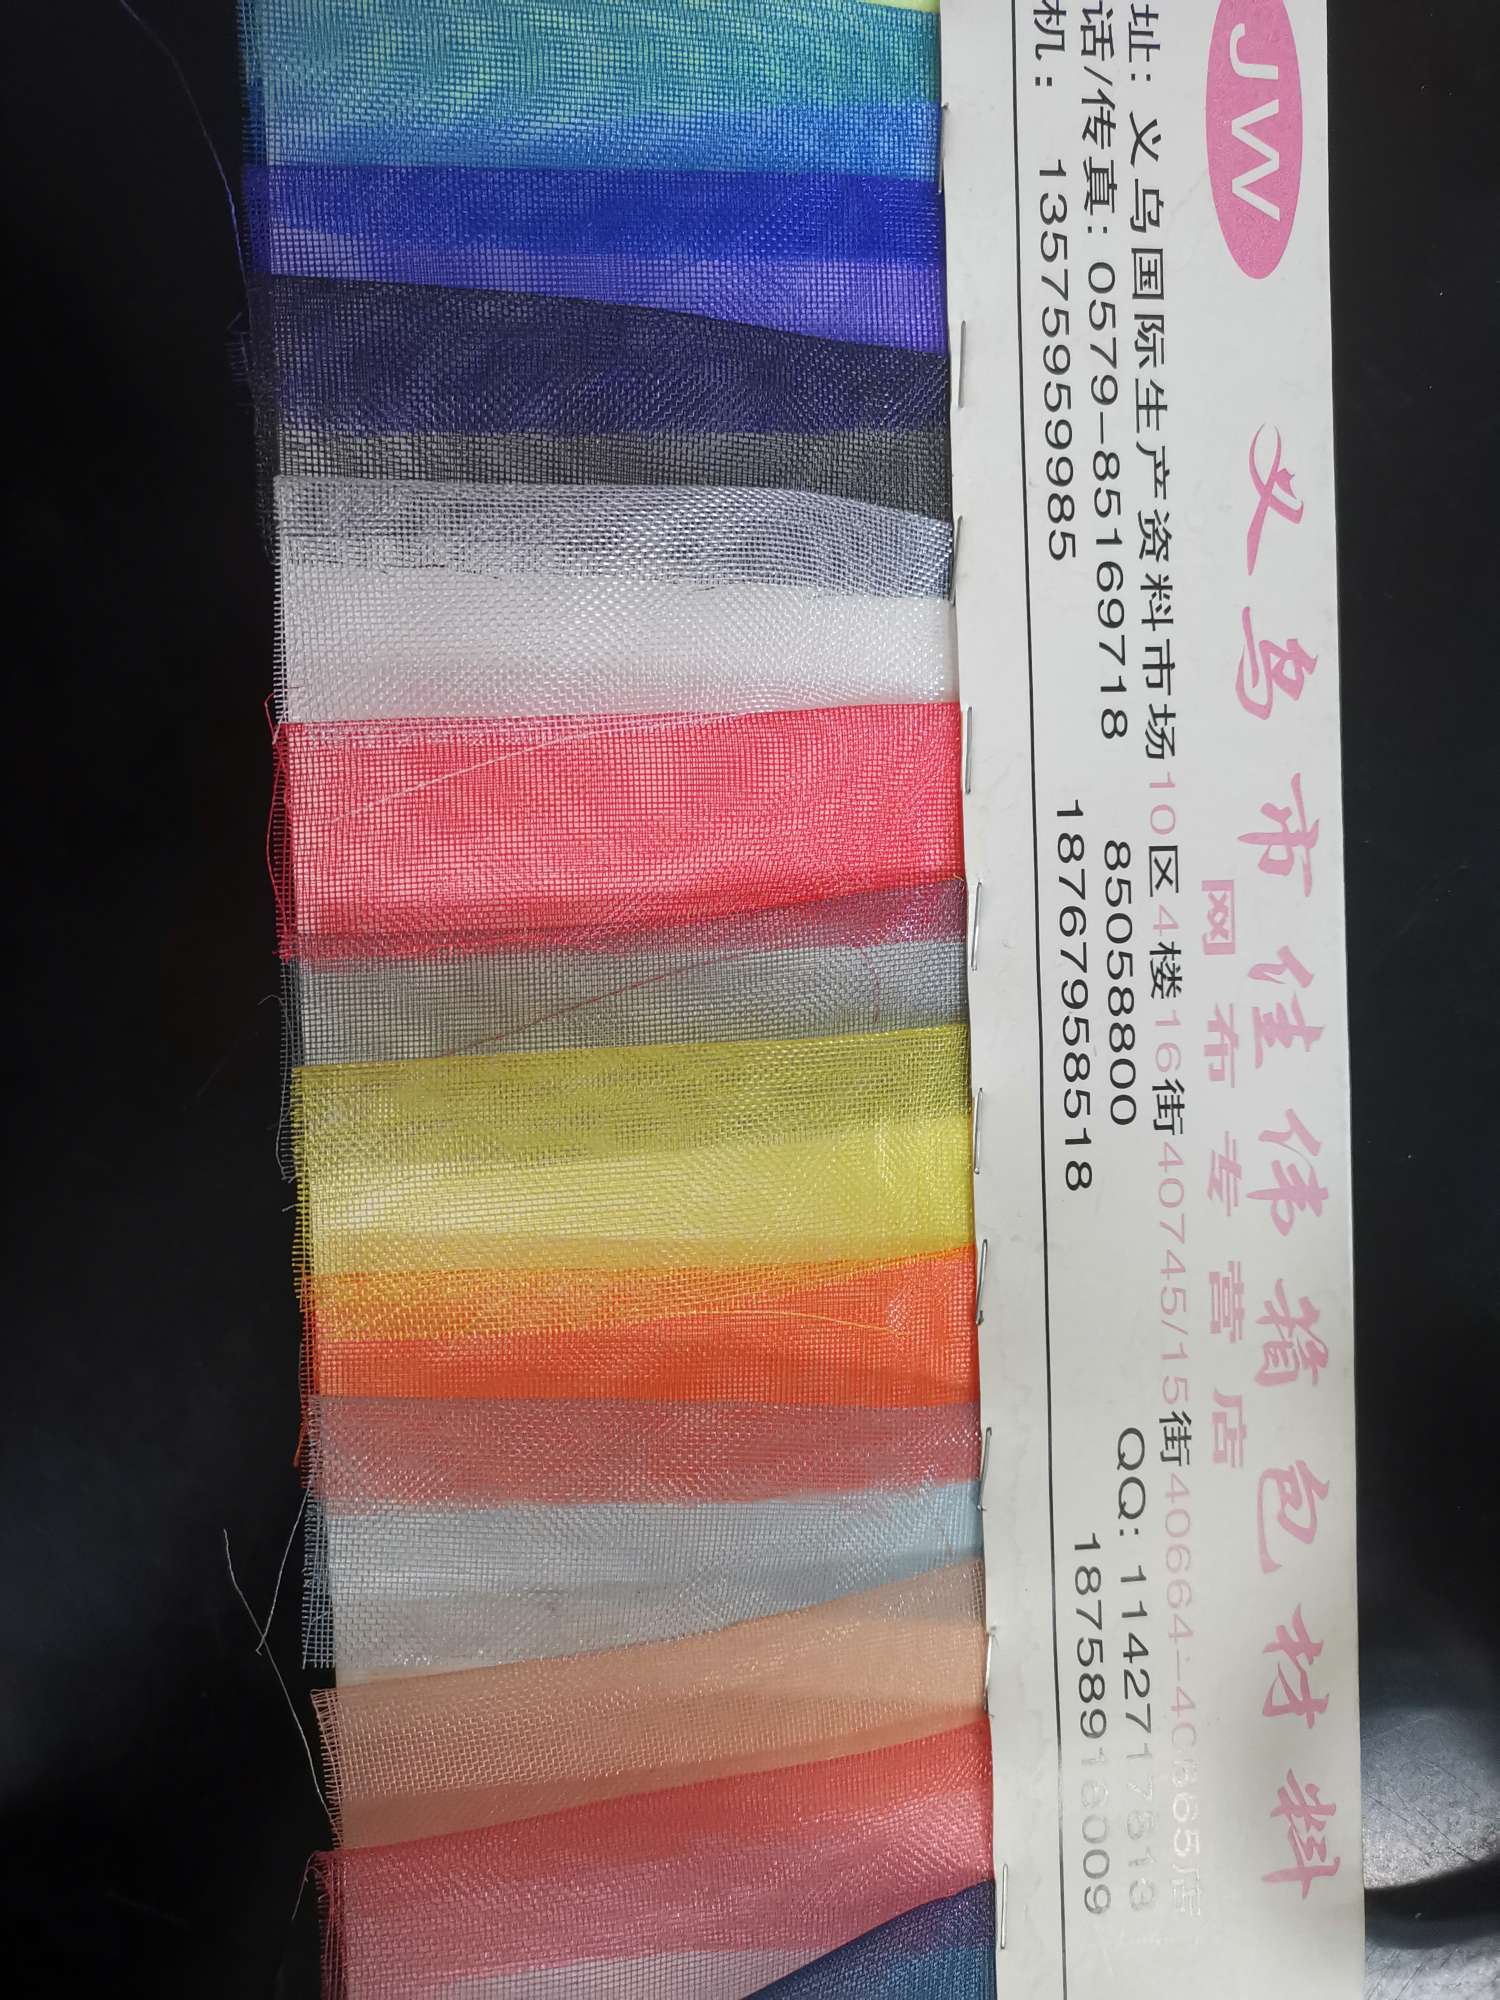 JW
义乌市佳伟箱包材料
网布专营店
址: 义乌国际生产资料市场10区4楼16街40745/15街40664-40665店
话/传真: 0579-85169718 85058800 QQ: 114271
机: 13575959985 18767958518 18758916009